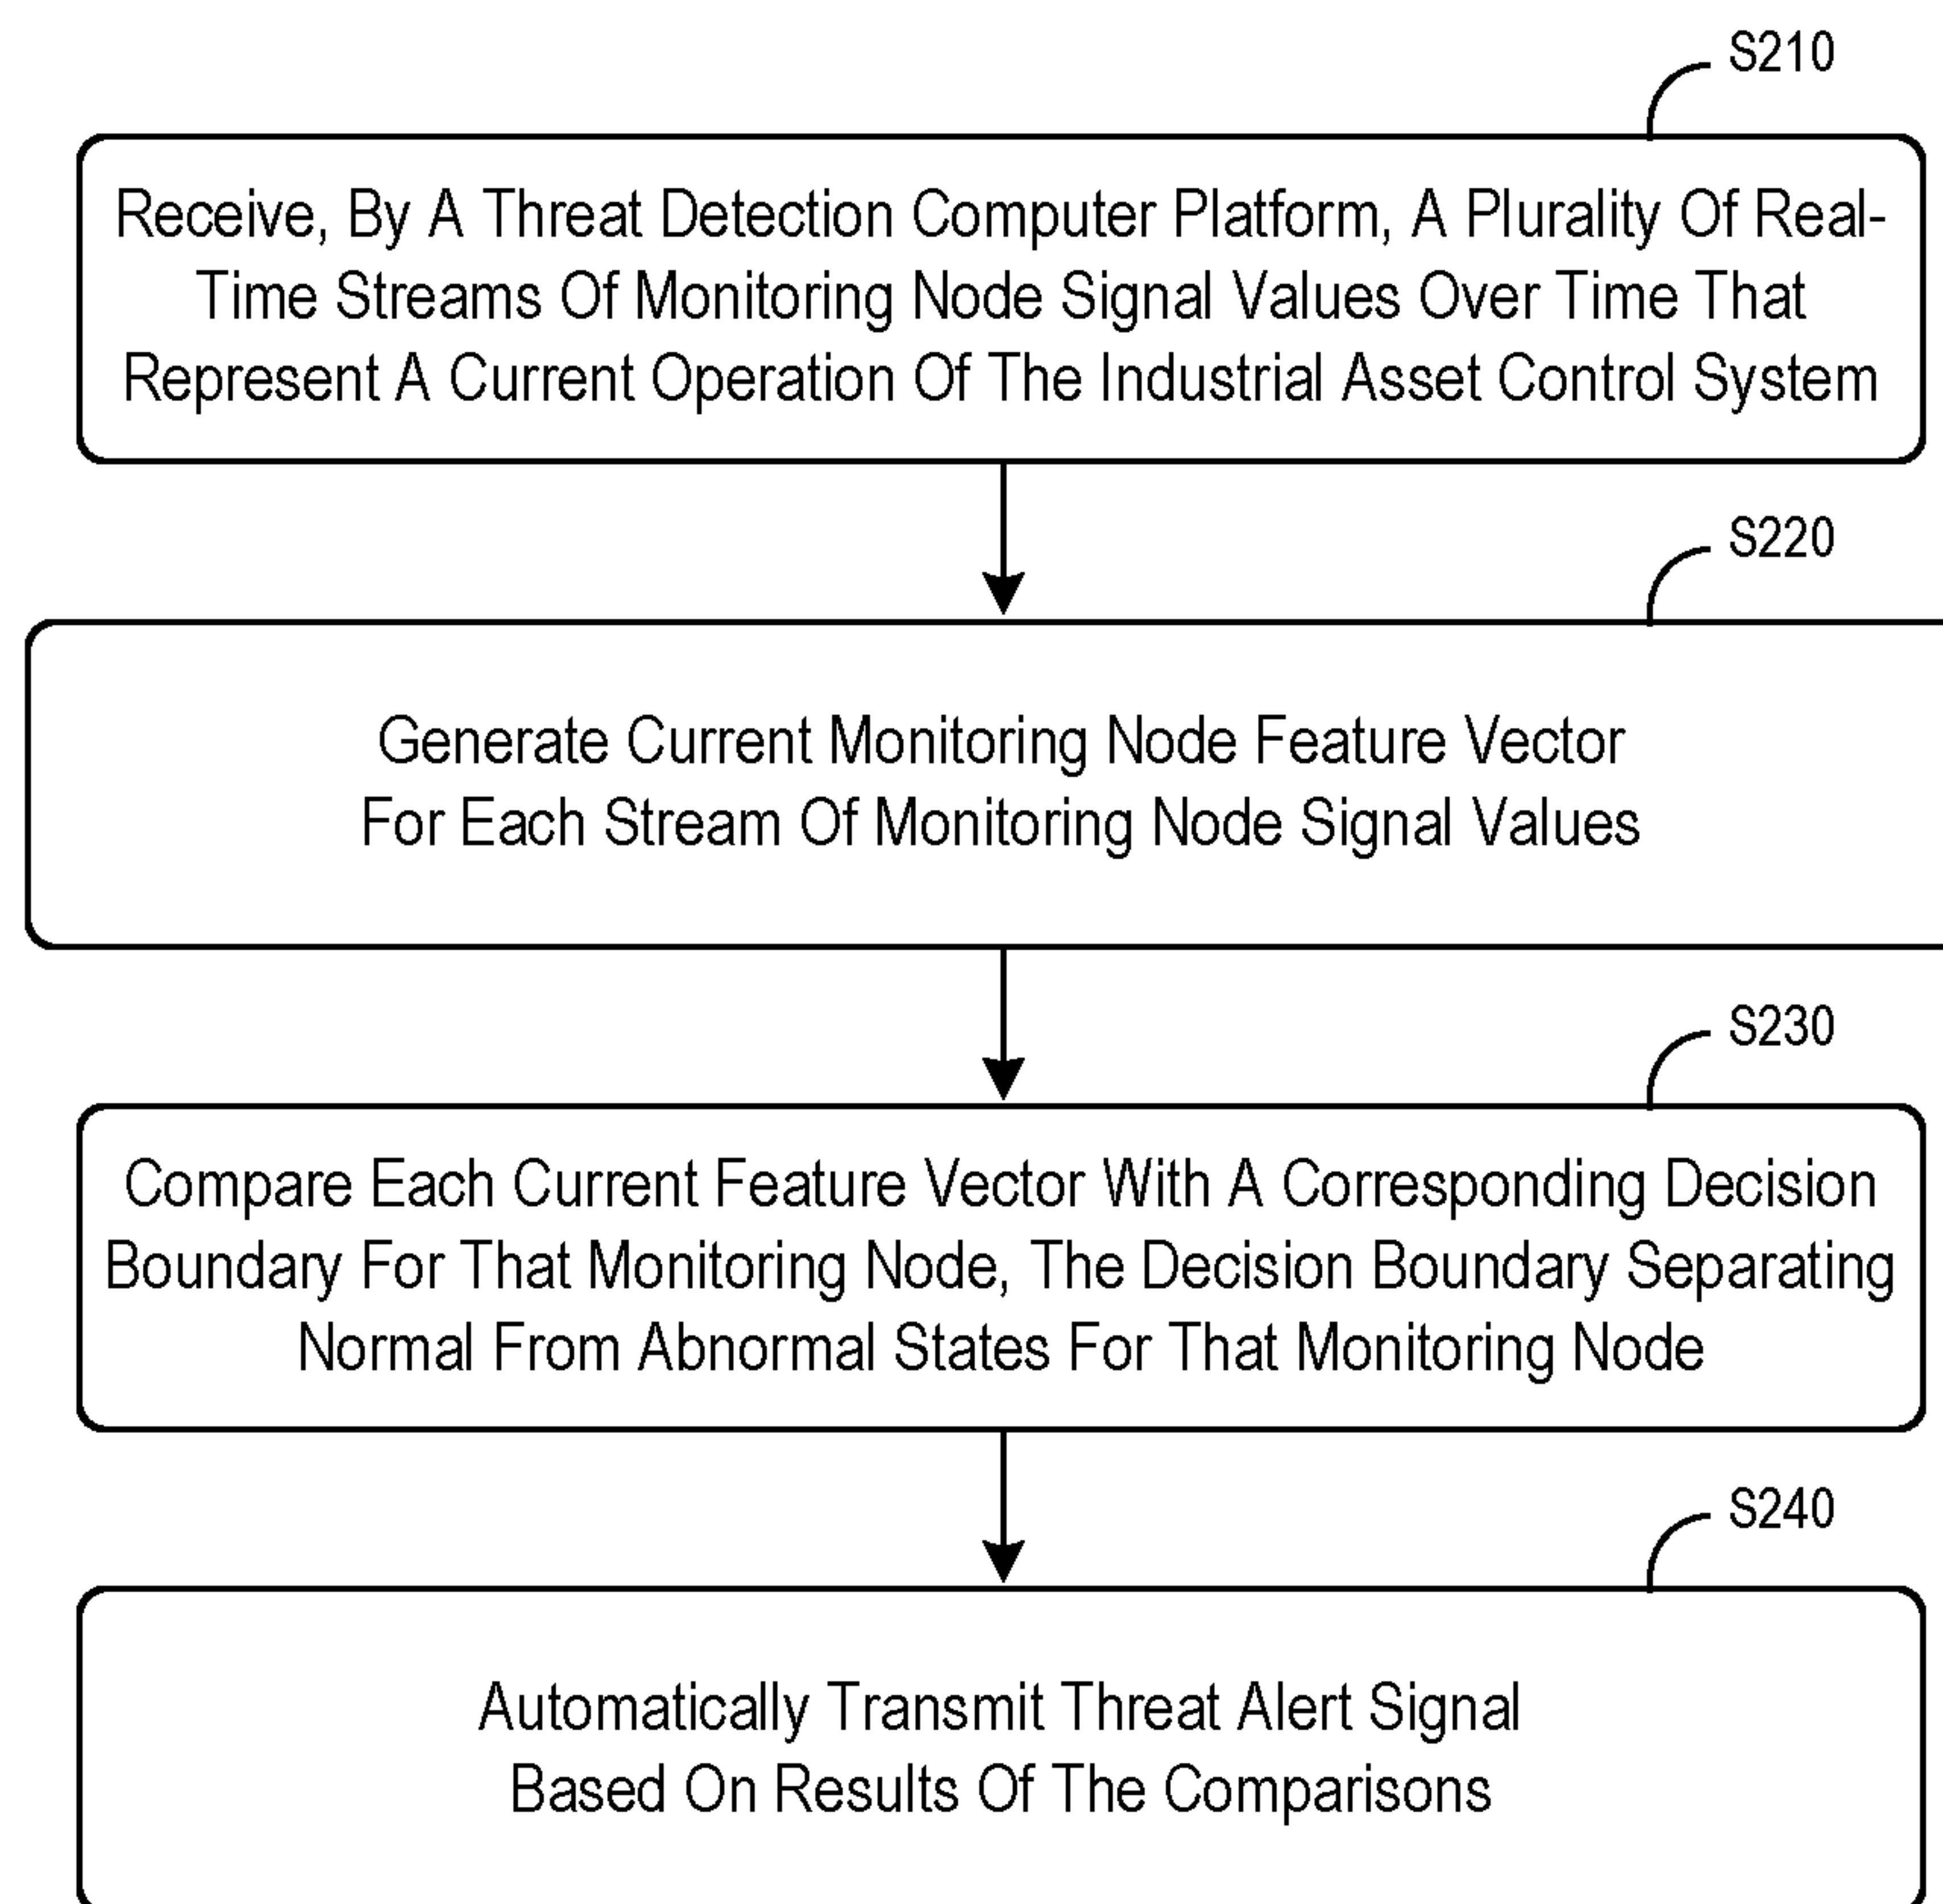 S210
Receive, By A Threat Detection Computer Platform, A Plurality Of Real-
Time Streams Of Monitoring Node Signal Values Over Time That
Represent A Current Operation Of The Industrial Asset Control System
S220
Generate Current Monitoring Node Feature Vector
For Each Stream Of Monitoring Node Signal Values
S230
Compare Each Current Feature Vector With A Corresponding Decision
Boundary For That Monitoring Node, The Decision Boundary Separating
Normal From Abnormal States For That Monitoring Node
S240
Automatically Transmit Threat Alert Signal
Based On Results Of The Comparisons